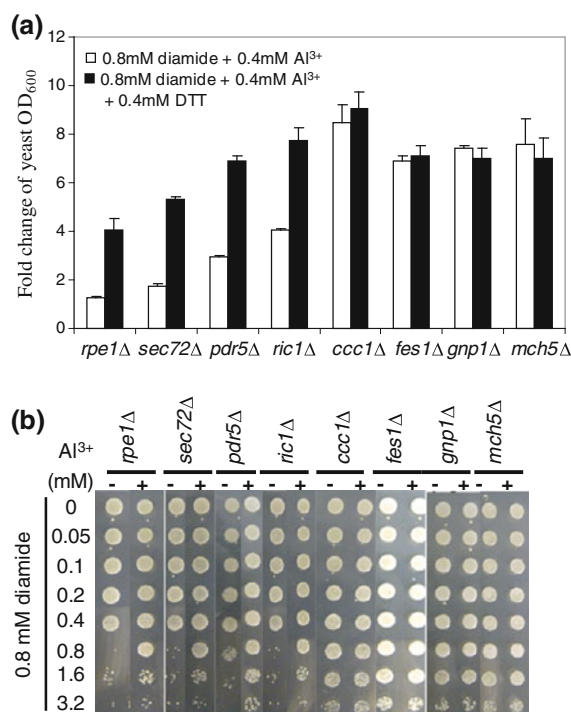 (a)
12
10
8
6
4
2
0
Fold change of yeast OD600
0.8mM diamide + 0.4mM Al3+
0.8mM diamide + 0.4mM Al3+
+ 0.4mM DTT
rpe1Δ sec72Δ pdr5Δ ric1Δ ccc1Δ fes1Δ gnp1Δ mch5Δ
(b)
rpe1Δ sec72Δ pdr5Δ ric1Δ ccc1Δ fes1Δ gnp1Δ mch5Δ
Al3+
(mM) - + - + - + - + - + - + - + - +
0.8 mM diamide
0
0.05
0.1
0.2
0.4
0.8
1.6
3.2